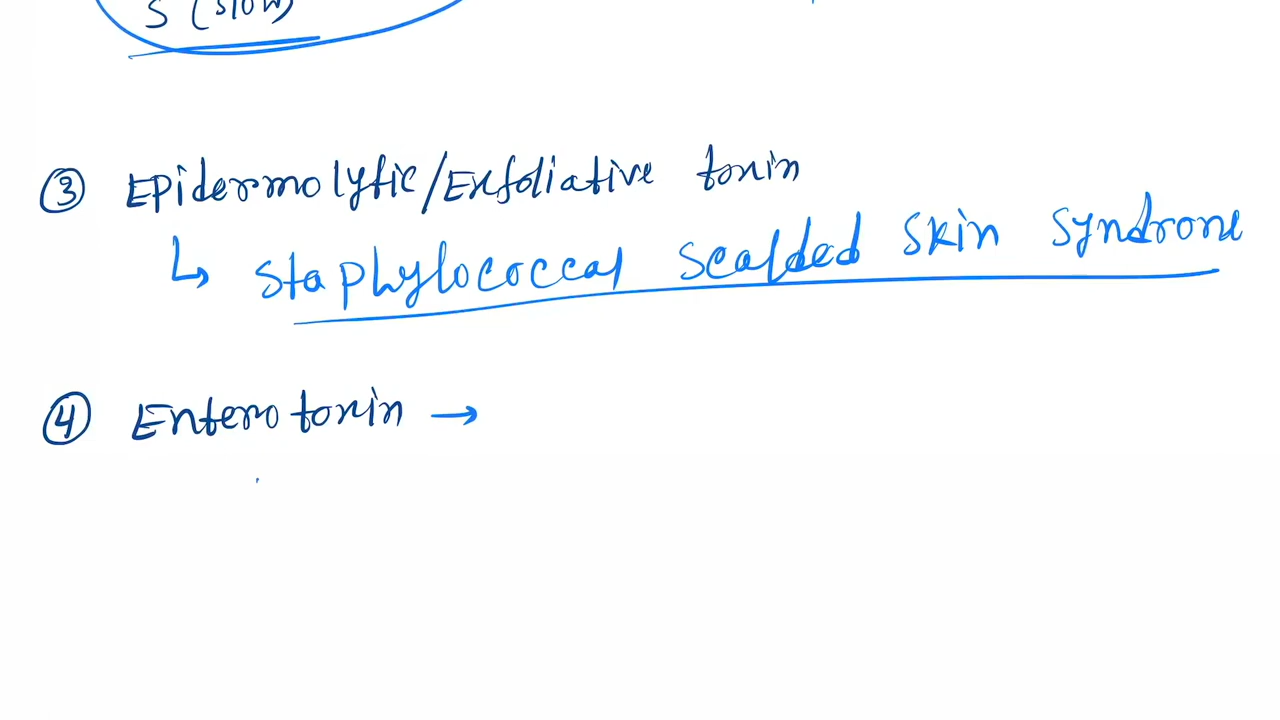 S (slow)
③ Epidermolytic/Exfoliative toxin
↳ staphylococcal scalded skin syndrome
④ Enterotoxin →